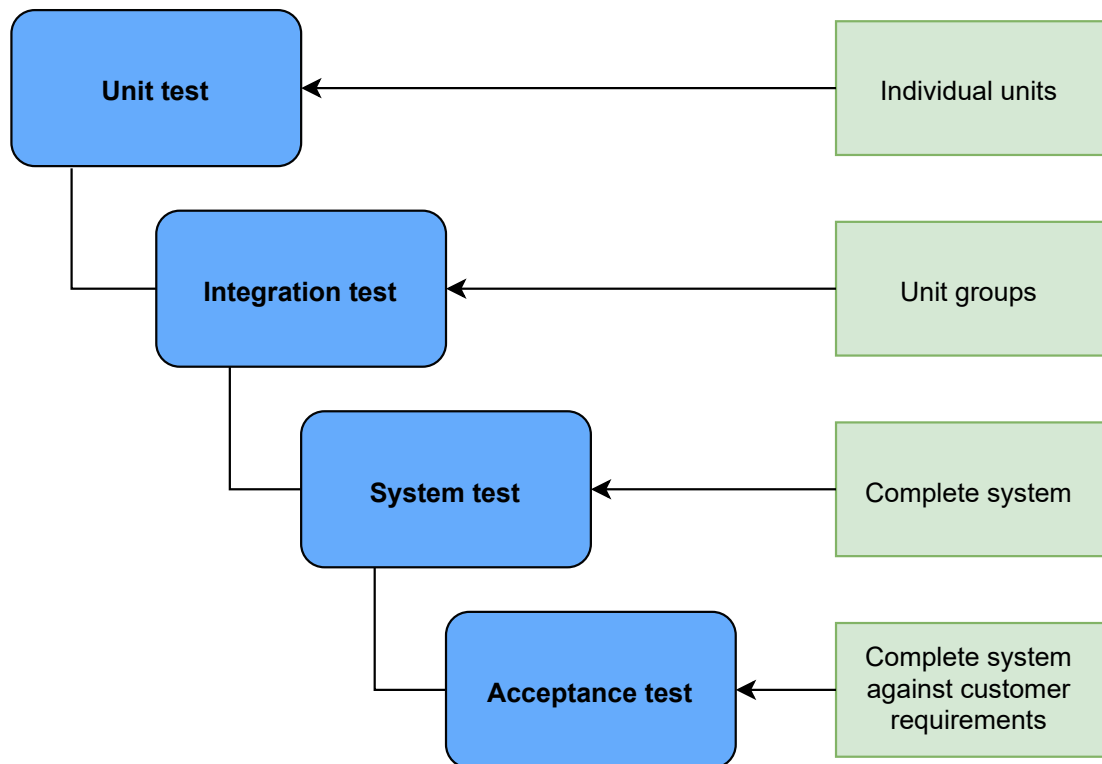 Unit test
Individual units
Integration test
Unit groups
System test
Complete system
Acceptance test
Complete system
against customer
requirements